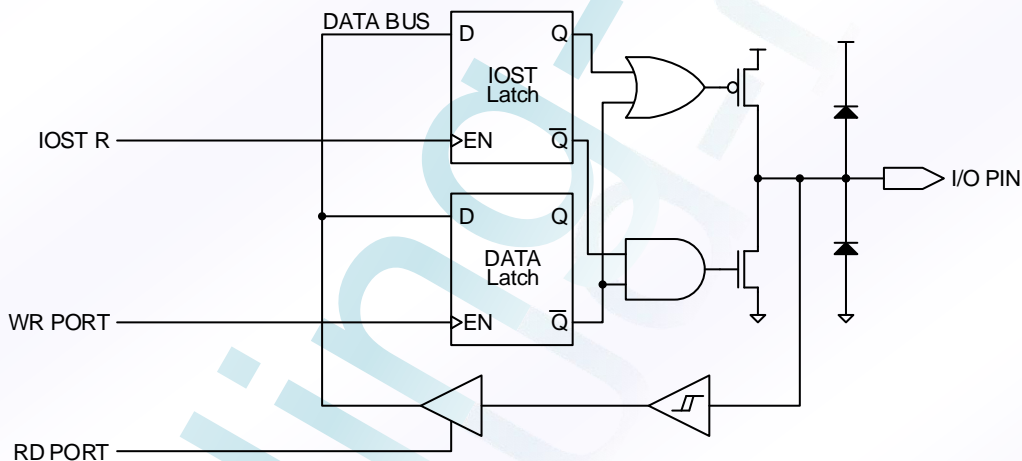 DATA BUS
D Q
IOST
Latch
IOST R
EN Q
D Q
DATA
Latch
WR PORT
EN Q
I/O PIN
RD PORT